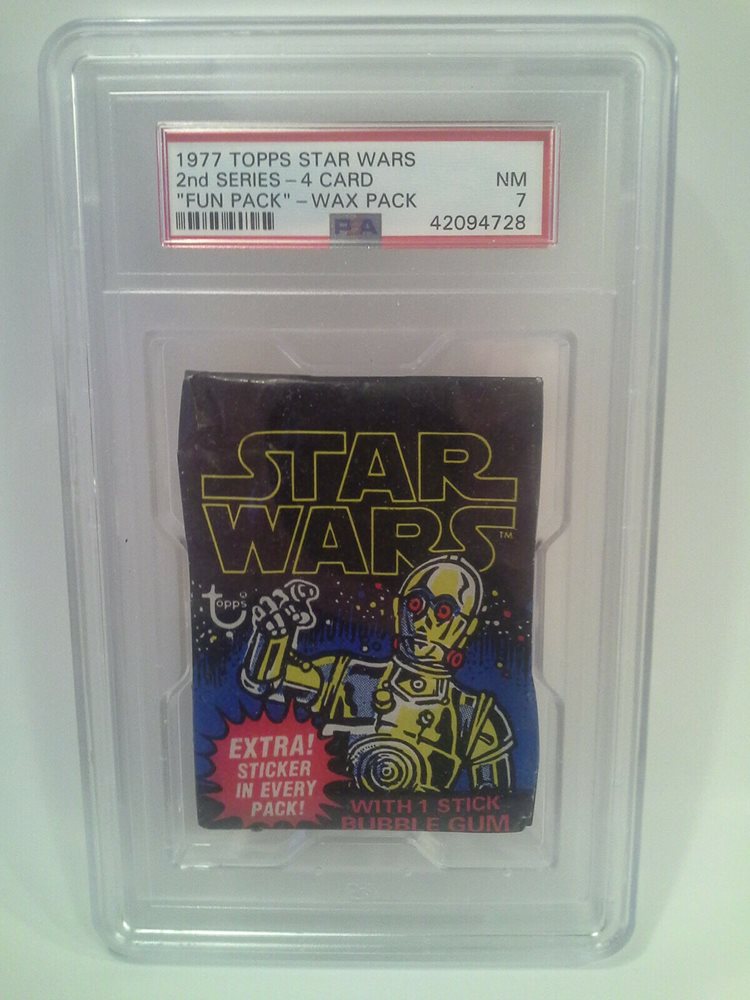 1977 TOPPS STAR WARS
2nd SERIES – 4 CARD NM
"FUN PACK" – WAX PACK 7
PSA 42094728
STAR
WARS
TM
topps
EXTRA!
STICKER
IN EVERY
PACK!
WITH 1 STICK
BUBBLE GUM